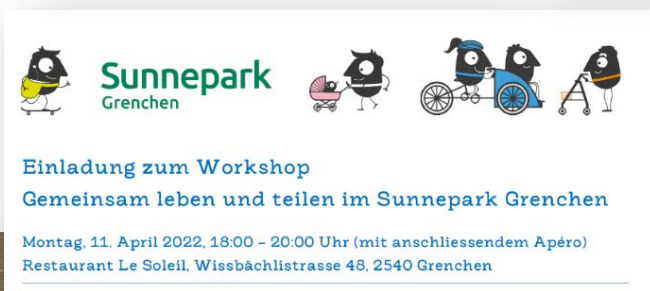 Sunnepark
Grenchen
Einladung zum Workshop
Gemeinsam leben und teilen im Sunnepark Grenchen
Montag, 11. April 2022, 18:00 – 20:00 Uhr (mit anschliessendem Apéro)
Restaurant Le Soleil, Wissbächlistrasse 48, 2540 Grenchen